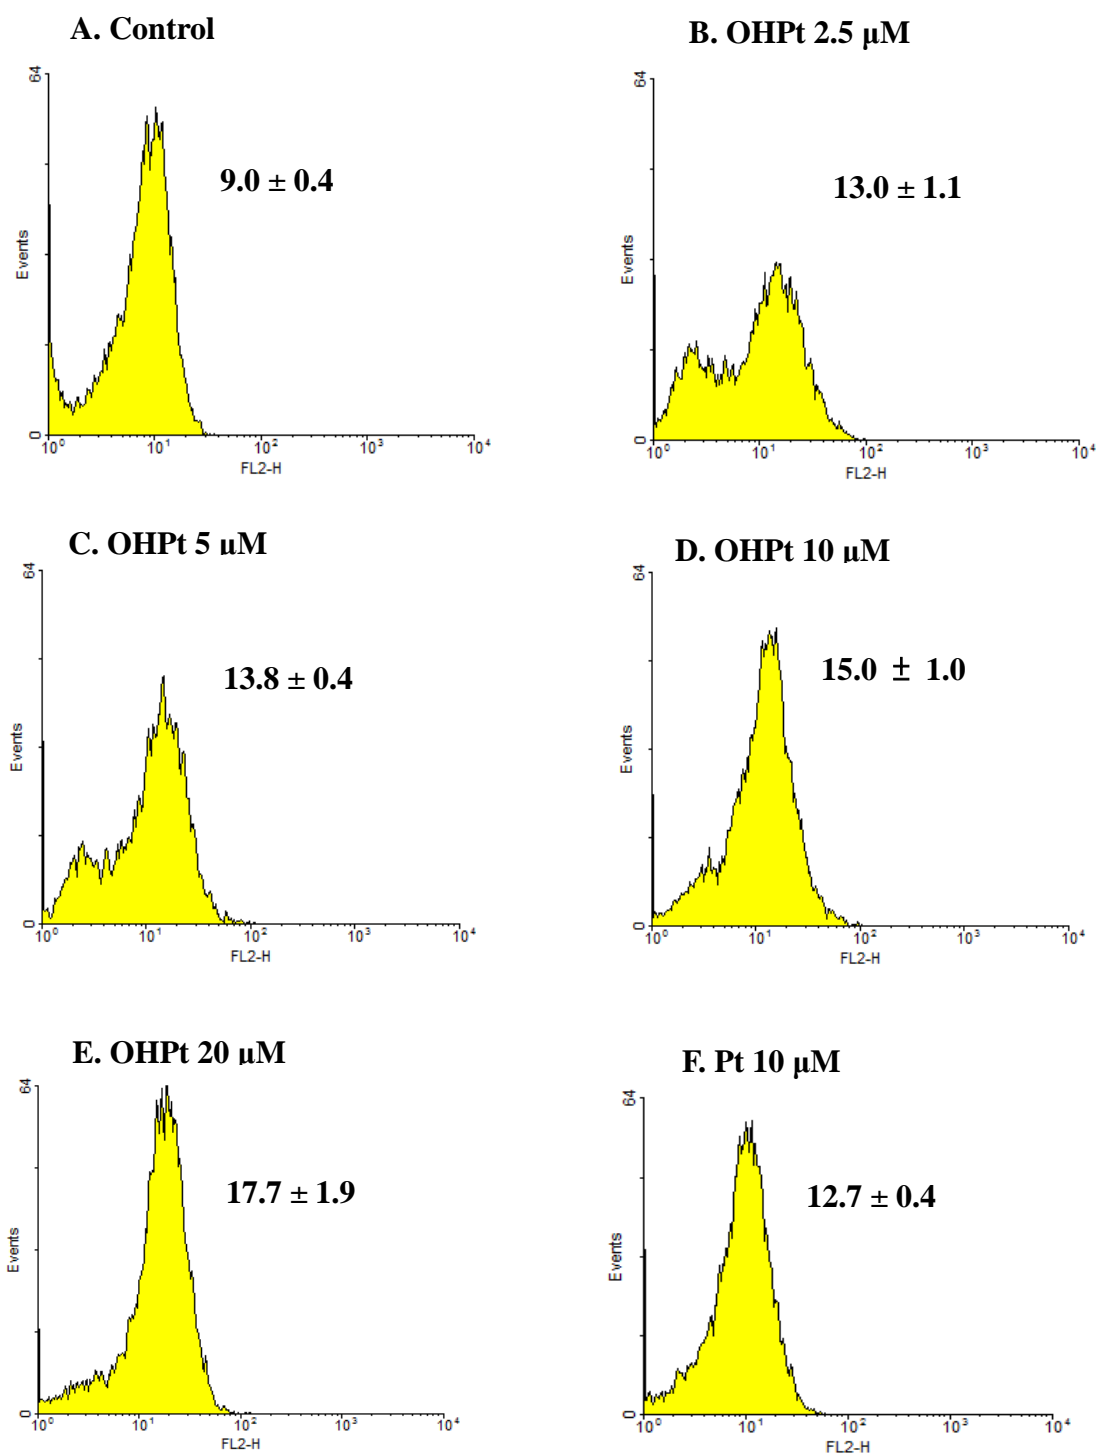 A. Control
64
9.0 ± 0.4
Events
0
10⁰ 10¹ 10² 10³ 10⁴
FL2-H
B. OHPt 2.5 μM
64
13.0 ± 1.1
Events
0
10⁰ 10¹ 10² 10³ 10⁴
FL2-H
C. OHPt 5 μM
64
13.8 ± 0.4
Events
0
10⁰ 10¹ 10² 10³ 10⁴
FL2-H
D. OHPt 10 μM
64
15.0 ± 1.0
Events
0
10⁰ 10¹ 10² 10³ 10⁴
FL2-H
E. OHPt 20 μM
64
17.7 ± 1.9
Events
0
10⁰ 10¹ 10² 10³ 10⁴
FL2-H
F. Pt 10 μM
64
12.7 ± 0.4
Events
0
10⁰ 10¹ 10² 10³ 10⁴
FL2-H